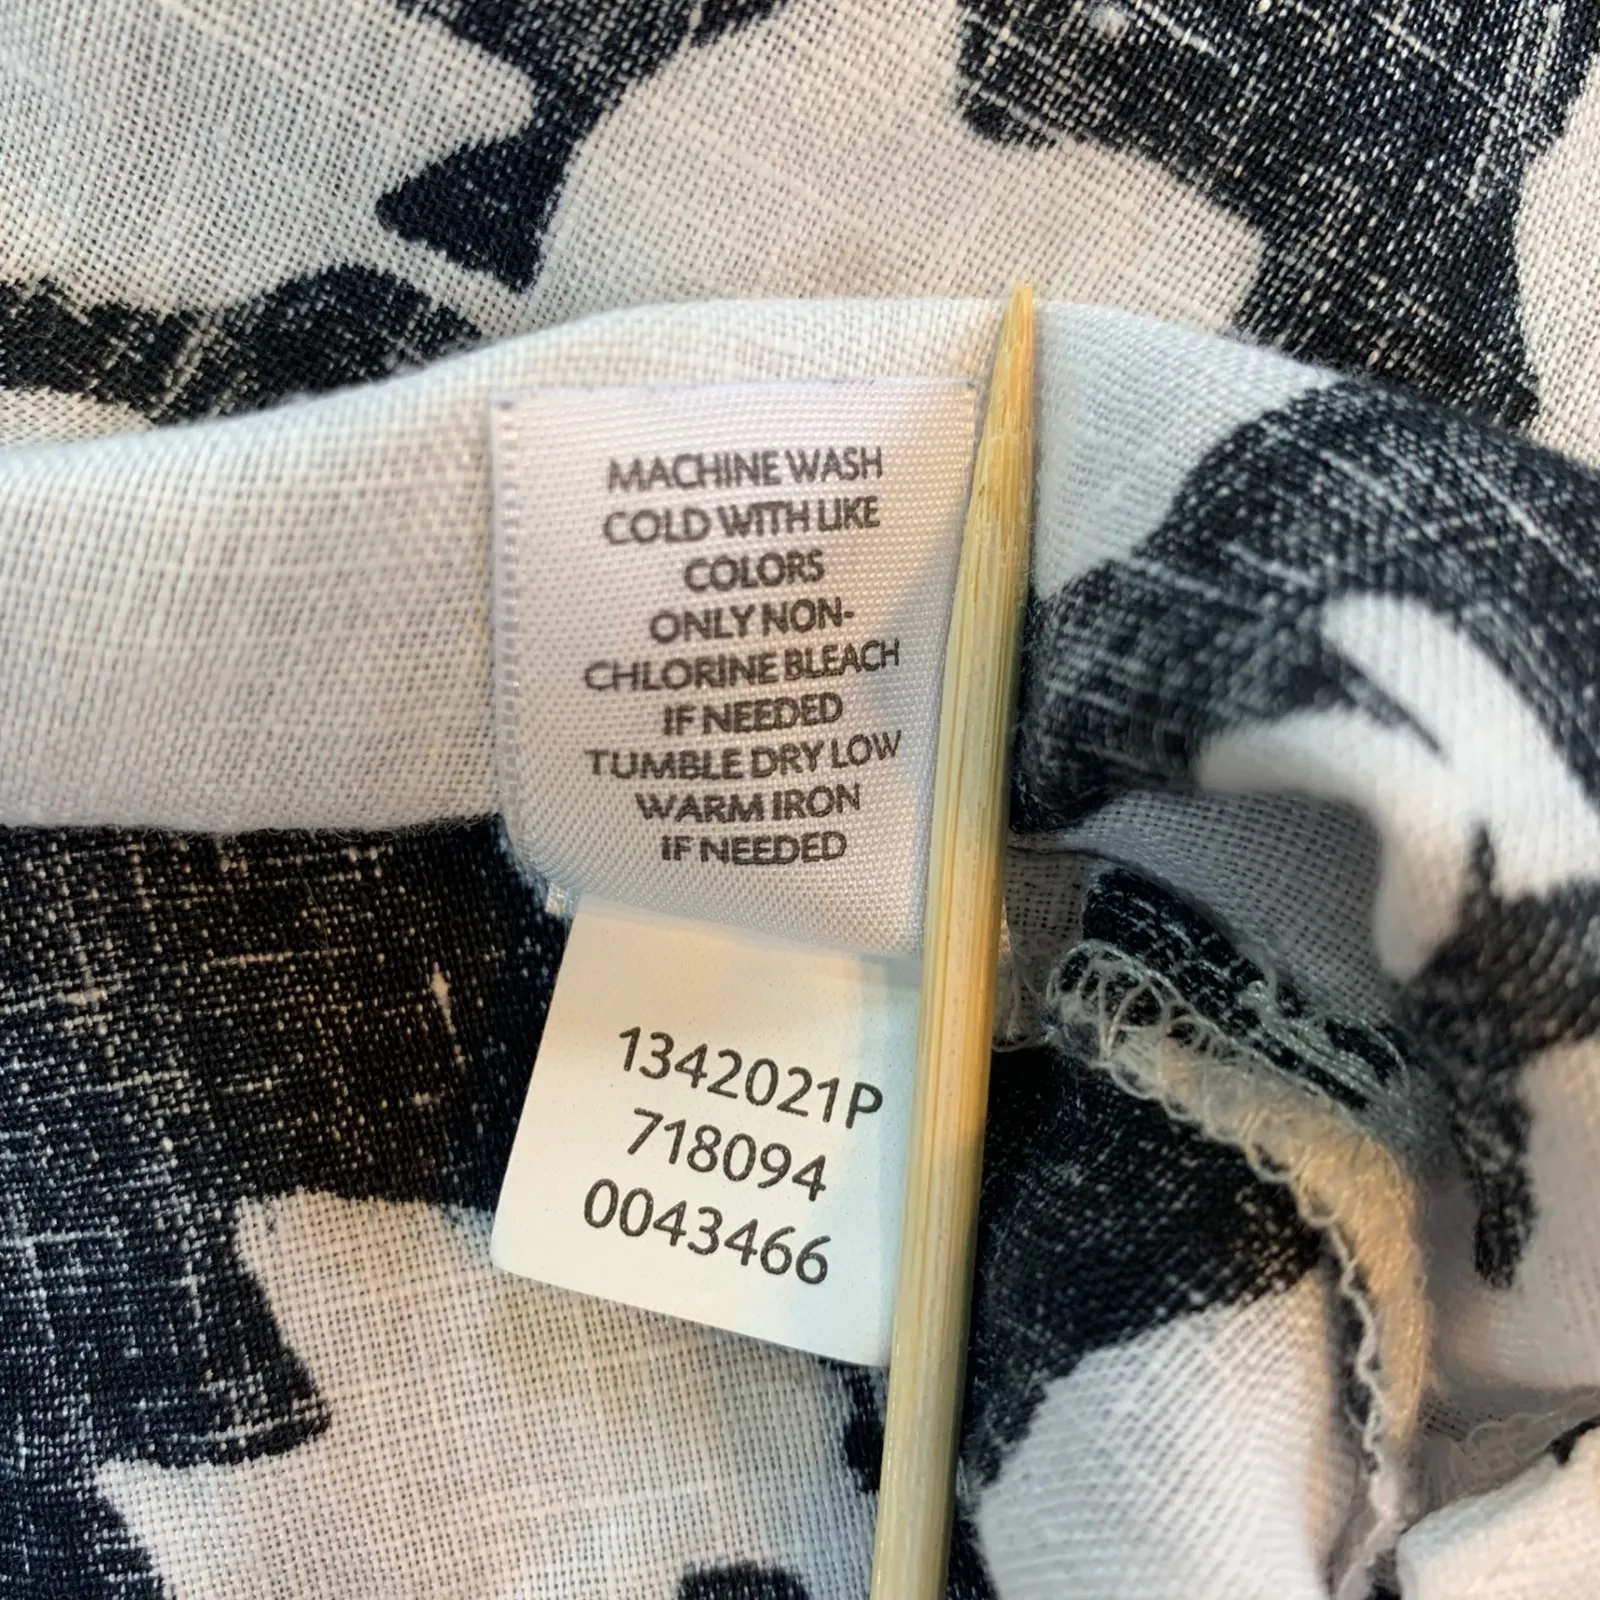 MACHINE WASH
COLD WITH LIKE
COLORS
ONLY NON-
CHLORINE BLEACH
IF NEEDED
TUMBLE DRY LOW
WARM IRON
IF NEEDED
1342021P
718094
0043466